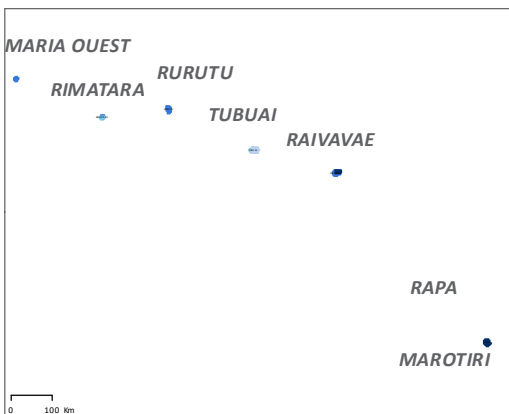 MARIA OUEST
RURUTU
RIMATARA
TUBUAI
RAIVAVAE
RAPA
MAROTIRI
0 100 Km